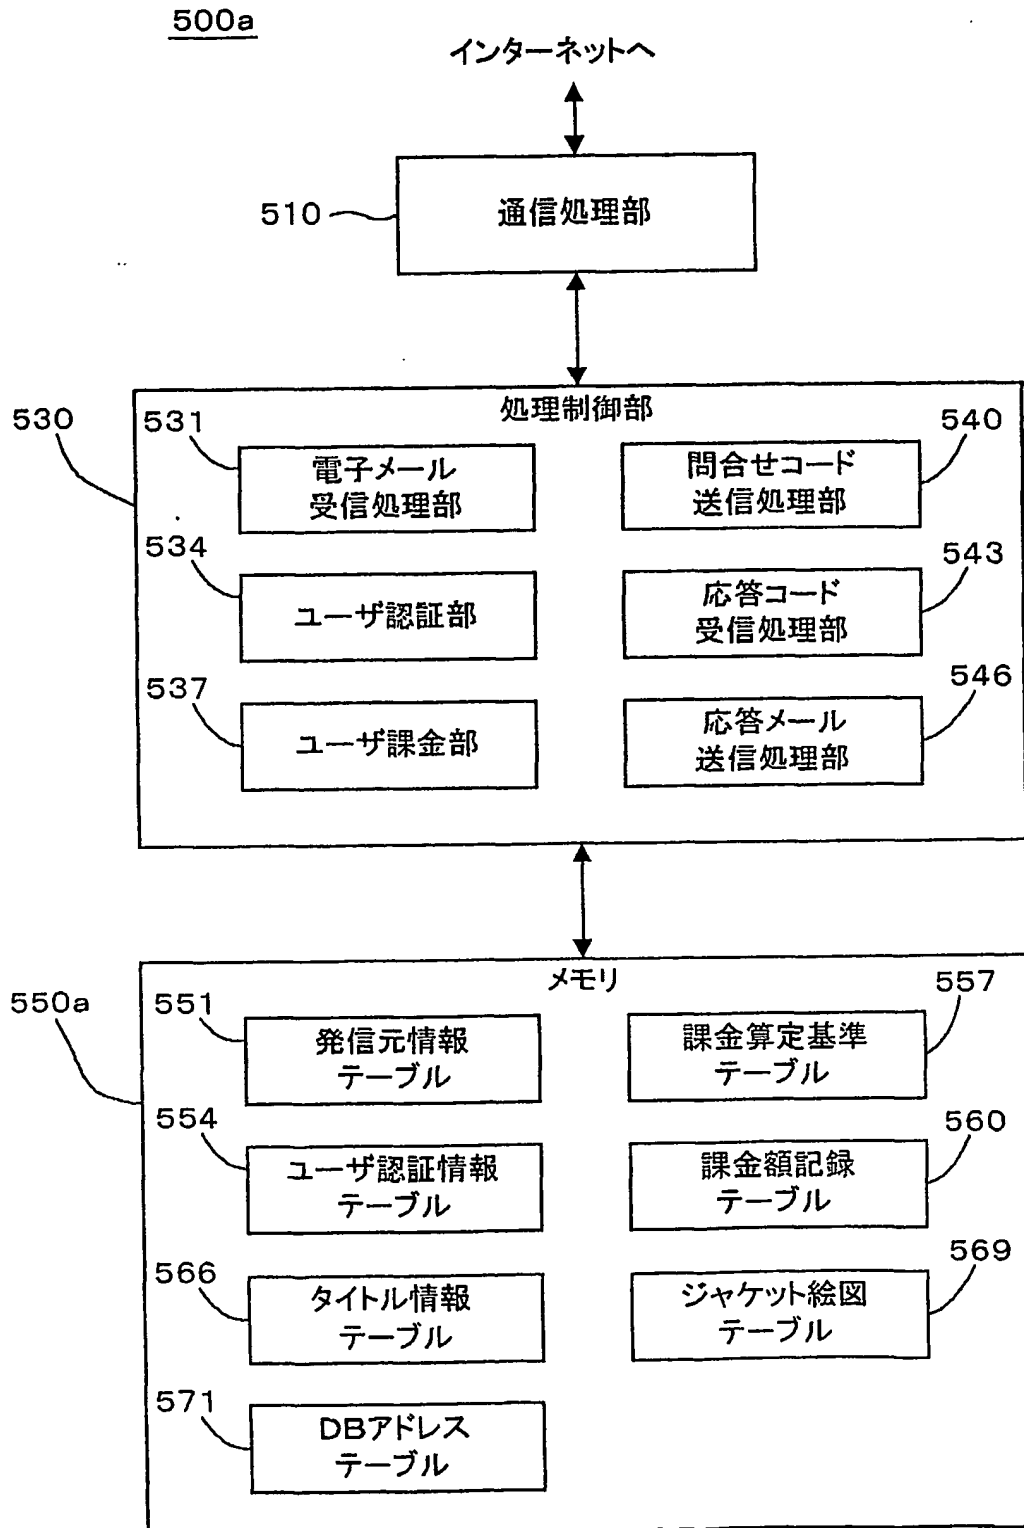 500a
インターネットへ
510
通信処理部
530
処理制御部
531
電子メール
受信処理部
540
問合せコード
送信処理部
534
ユーザ認証部
543
応答コード
受信処理部
537
ユーザ課金部
546
応答メール
送信処理部
550a
メモリ
551
発信元情報
テーブル
557
課金算定基準
テーブル
554
ユーザ認証情報
テーブル
560
課金額記録
テーブル
566
タイトル情報
テーブル
569
ジャケット絵図
テーブル
571
DBアドレス
テーブル